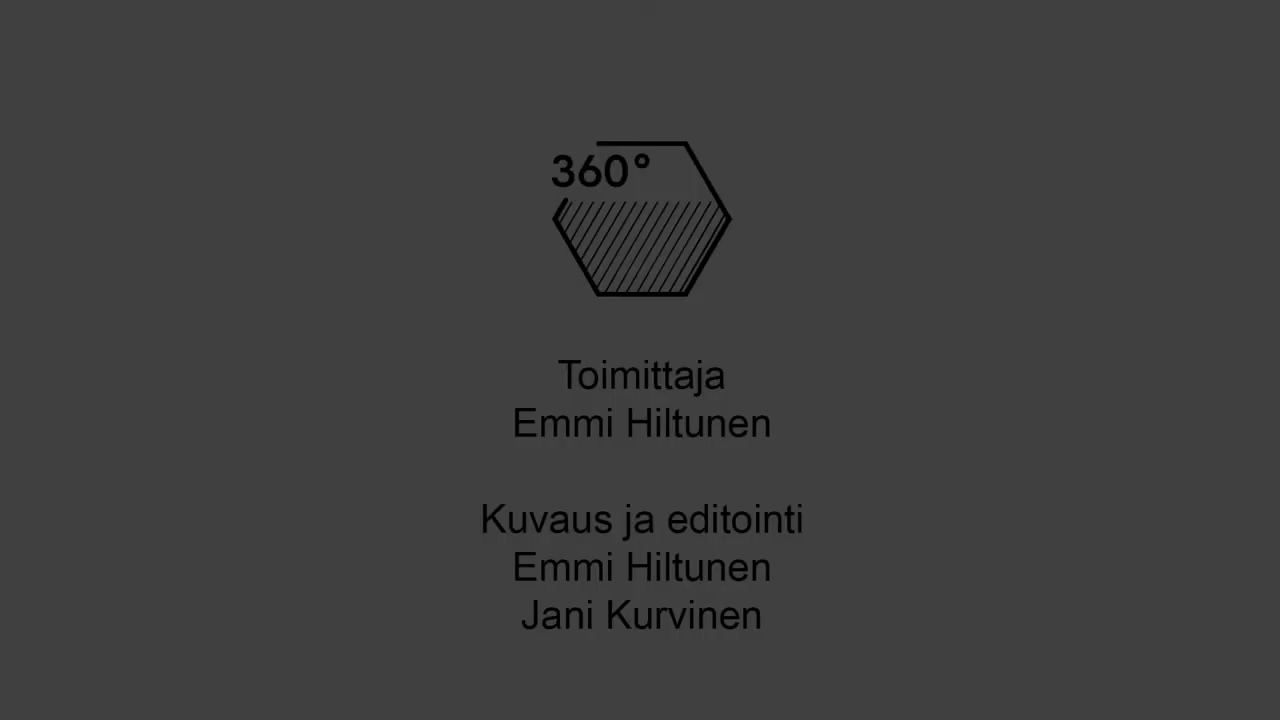 360°
Toimittaja
Emmi Hiltunen
Kuvaus ja editointi
Emmi Hiltunen
Jani Kurvinen